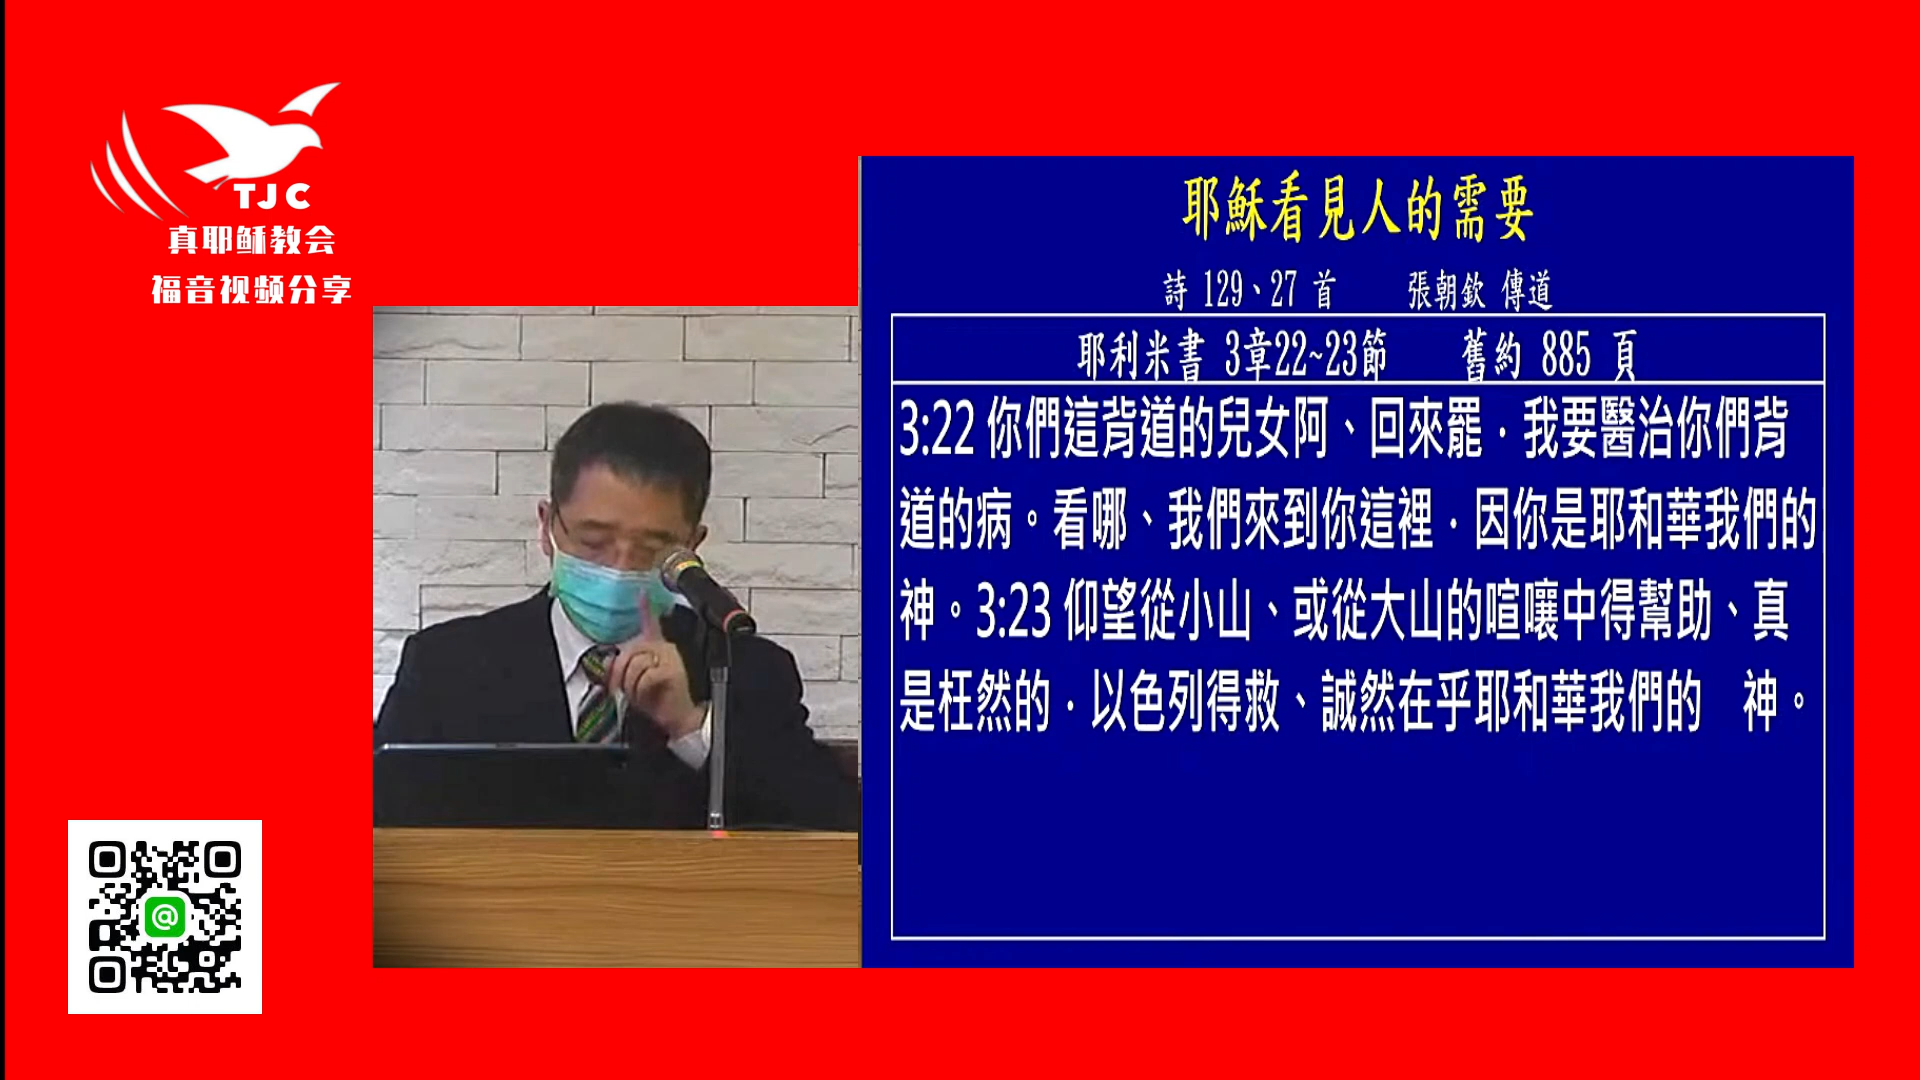 TJC
真耶稣教会
福音视频分享
耶穌看見人的需要
詩 129、27 首 張朝欽 傳道
耶利米書 3章22~23節 舊約 885 頁
3:22 你們這背道的兒女阿、回來罷．我要醫治你們背
道的病。看哪、我們來到你這裡．因你是耶和華我們的
神。3:23 仰望從小山、或從大山的喧嚷中得幫助、真
是枉然的．以色列得救、誠然在乎耶和華我們的　神。
@